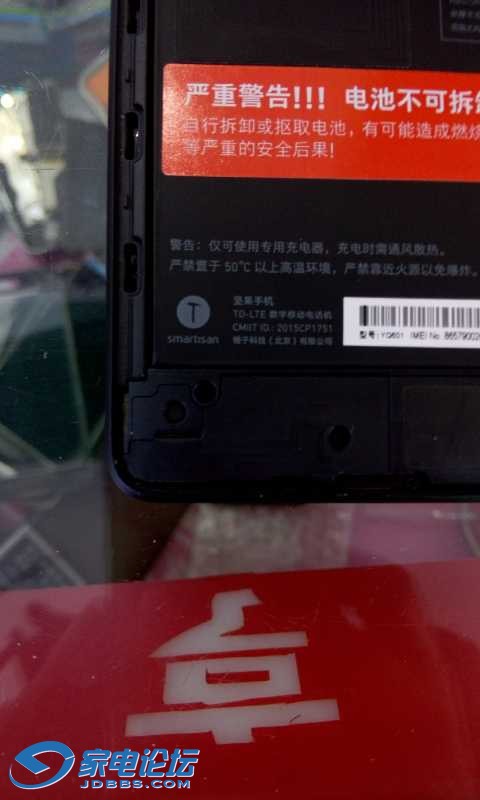 严重警告!!! 电池不可拆卸
自行拆卸或抠取电池，有可能造成燃烧
等严重的安全后果!
警告：仅可使用专用充电器，充电时需通风散热。
严禁置于 50℃ 以上高温环境，严禁靠近火源以免爆炸。
smartisan
坚果手机
TD-LTE 数字移动电话机
CMIIT ID：2015CP1751
锤子科技（北京）有限公司
型号: YQ601 IMEI No. 8657900
卓
家电论坛
JDBBS.COM